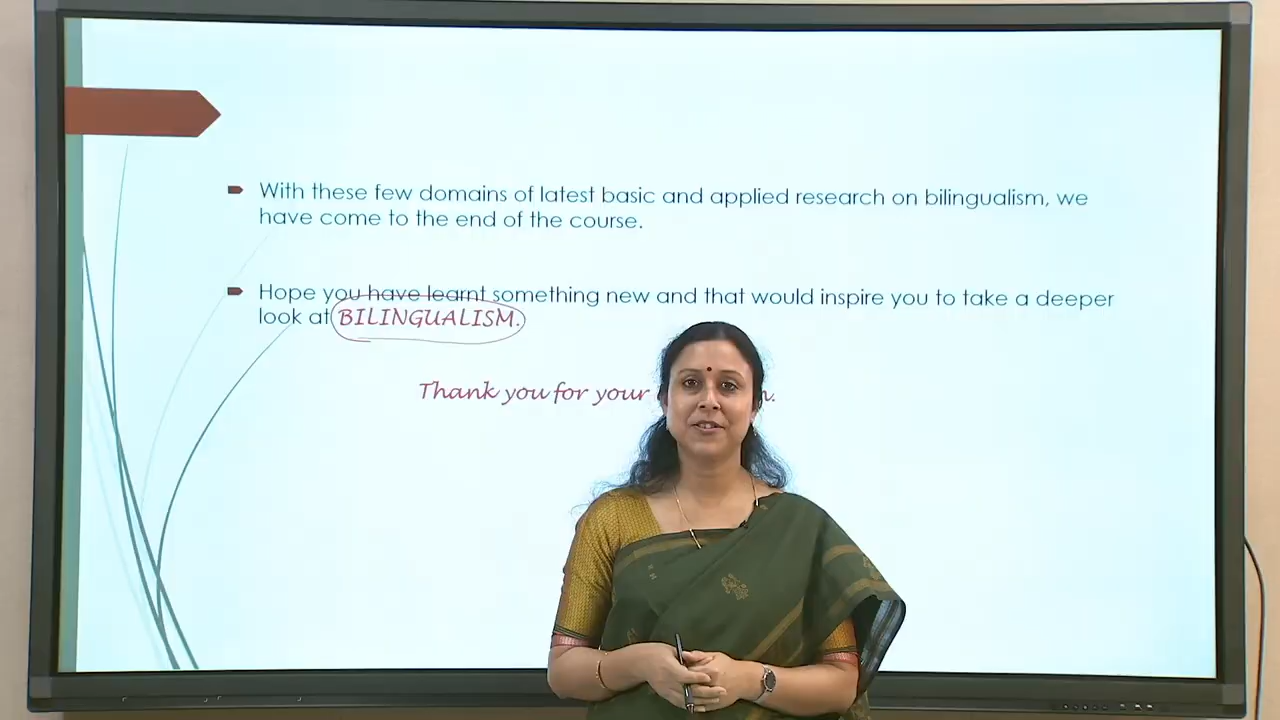 With these few domains of latest basic and applied research on bilingualism, we
have come to the end of the course.
Hope you have learnt something new and that would inspire you to take a deeper
look at BILINGUALISM.
Thank you for your